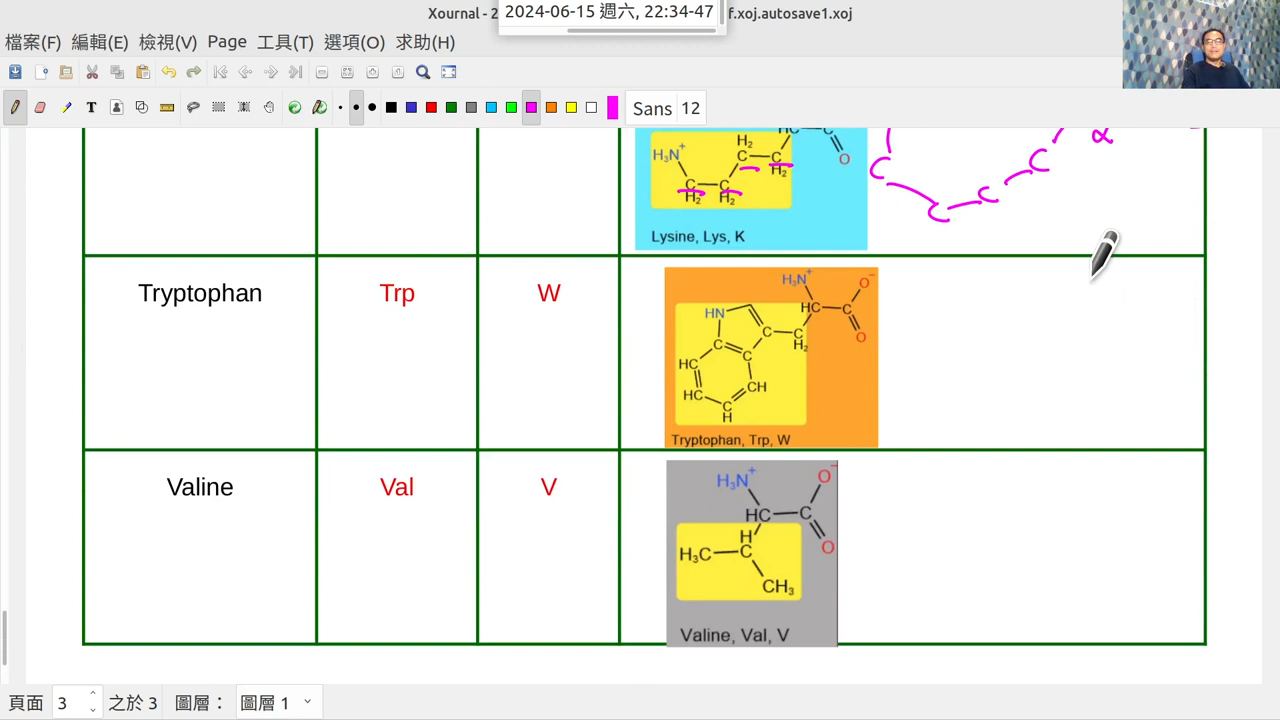 Xournal - 2
2024-06-15 週六, 22:34-47
f.xoj.autosave1.xoj
檔案(F) 編輯(E) 檢視(V) Page 工具(T) 選項(O) 求助(H)
T
Sans 12
H₃N⁺
H₂
C
C
H₂
C
H₂
C
H₂
HC
C
O
Lysine, Lys, K
C
C
C
C
α
Tryptophan
Trp
W
H₃N⁺
O⁻
HN
HC
C
C
C
H₂
O
C
C
HC
CH
HC
C
H
Tryptophan, Trp, W
Valine
Val
V
H₃N⁺
O⁻
HC
C
H
O
H₃C
C
CH₃
Valine, Val, V
頁面 3 之於 3 圖層： 圖層 1